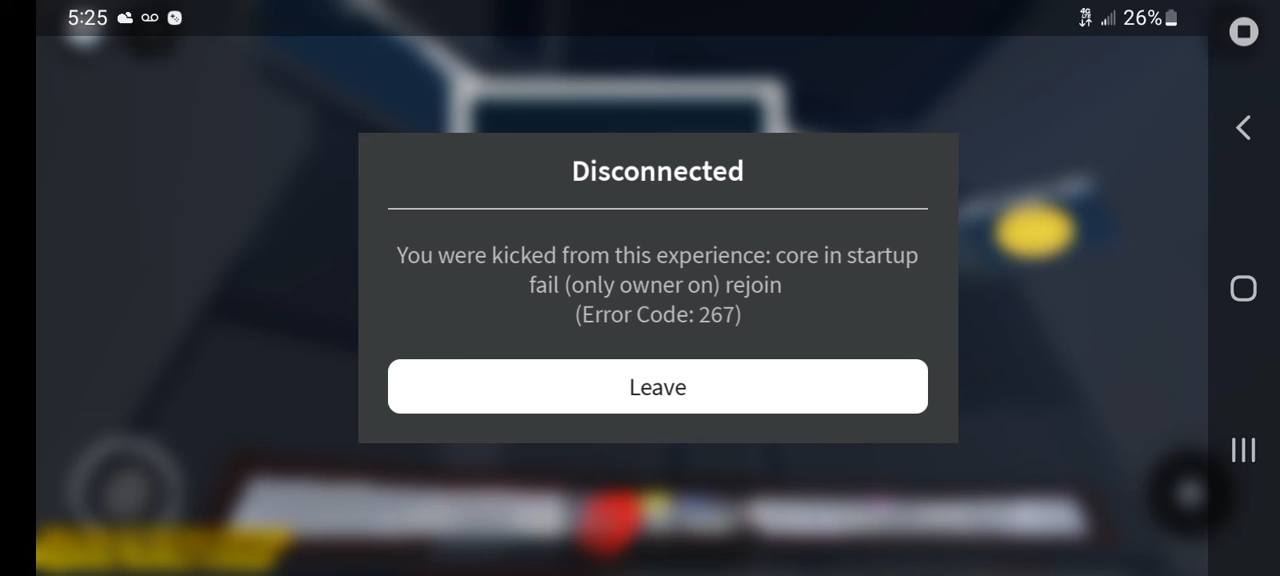 5:25
4G 26%
Disconnected
You were kicked from this experience: core in startup
fail (only owner on) rejoin
(Error Code: 267)
Leave